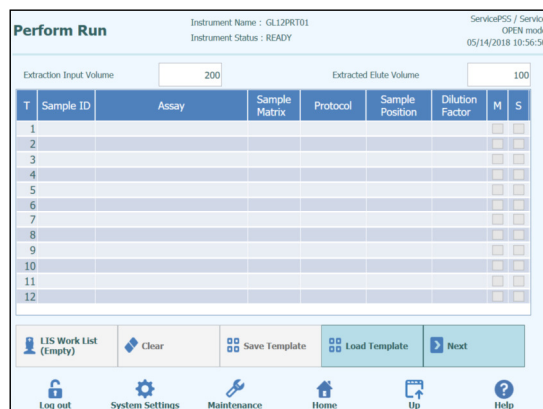 Perform Run
Instrument Name : GL12PRT01
Instrument Status : READY
ServicePSS / Servic
OPEN mod
05/14/2018 10:56:50
Extraction Input Volume 200 Extracted Elute Volume 100
T Sample ID Assay Sample Matrix Protocol Sample Position Dilution Factor M S
1
2
3
4
5
6
7
8
9
10
11
12
LIS Work List (Empty) Clear Save Template Load Template Next
Log out System Settings Maintenance Home Up Help